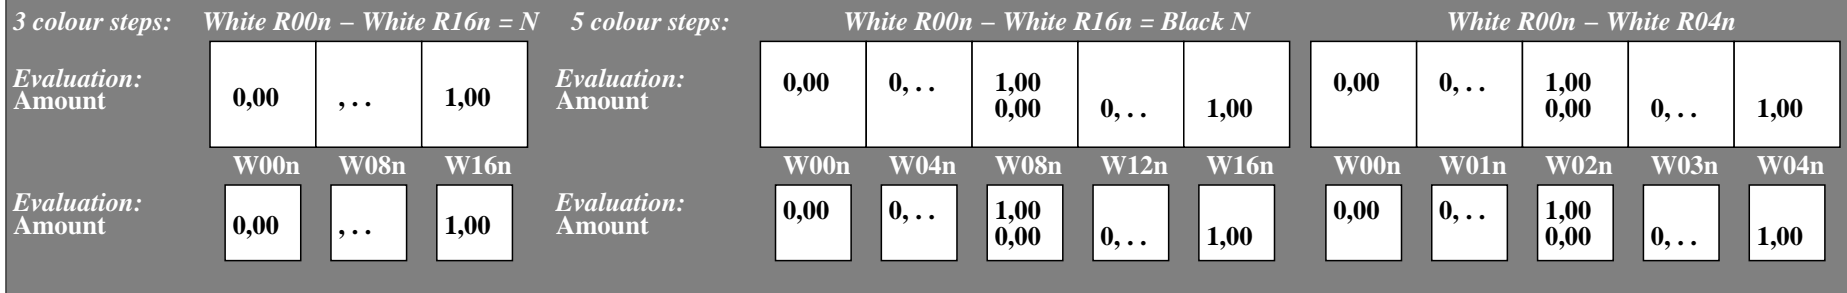 3 colour steps: White R00n – White R16n = N 5 colour steps: White R00n – White R16n = Black N White R00n – White R04n
Evaluation: Evaluation: 0,00 0, . . 1,00 0,00 0, . . 1,00
Amount 0,00 , . . 1,00 Amount 0,00 0, . . 1,00 0,00 0, . . 1,00
W00n W08n W16n W00n W04n W08n W12n W16n W00n W01n W02n W03n W04n
Evaluation: Evaluation: 0,00 0, . . 1,00 0,00 0, . . 1,00
Amount 0,00 , . . 1,00 Amount 0,00 0, . . 1,00 0,00 0, . . 1,00